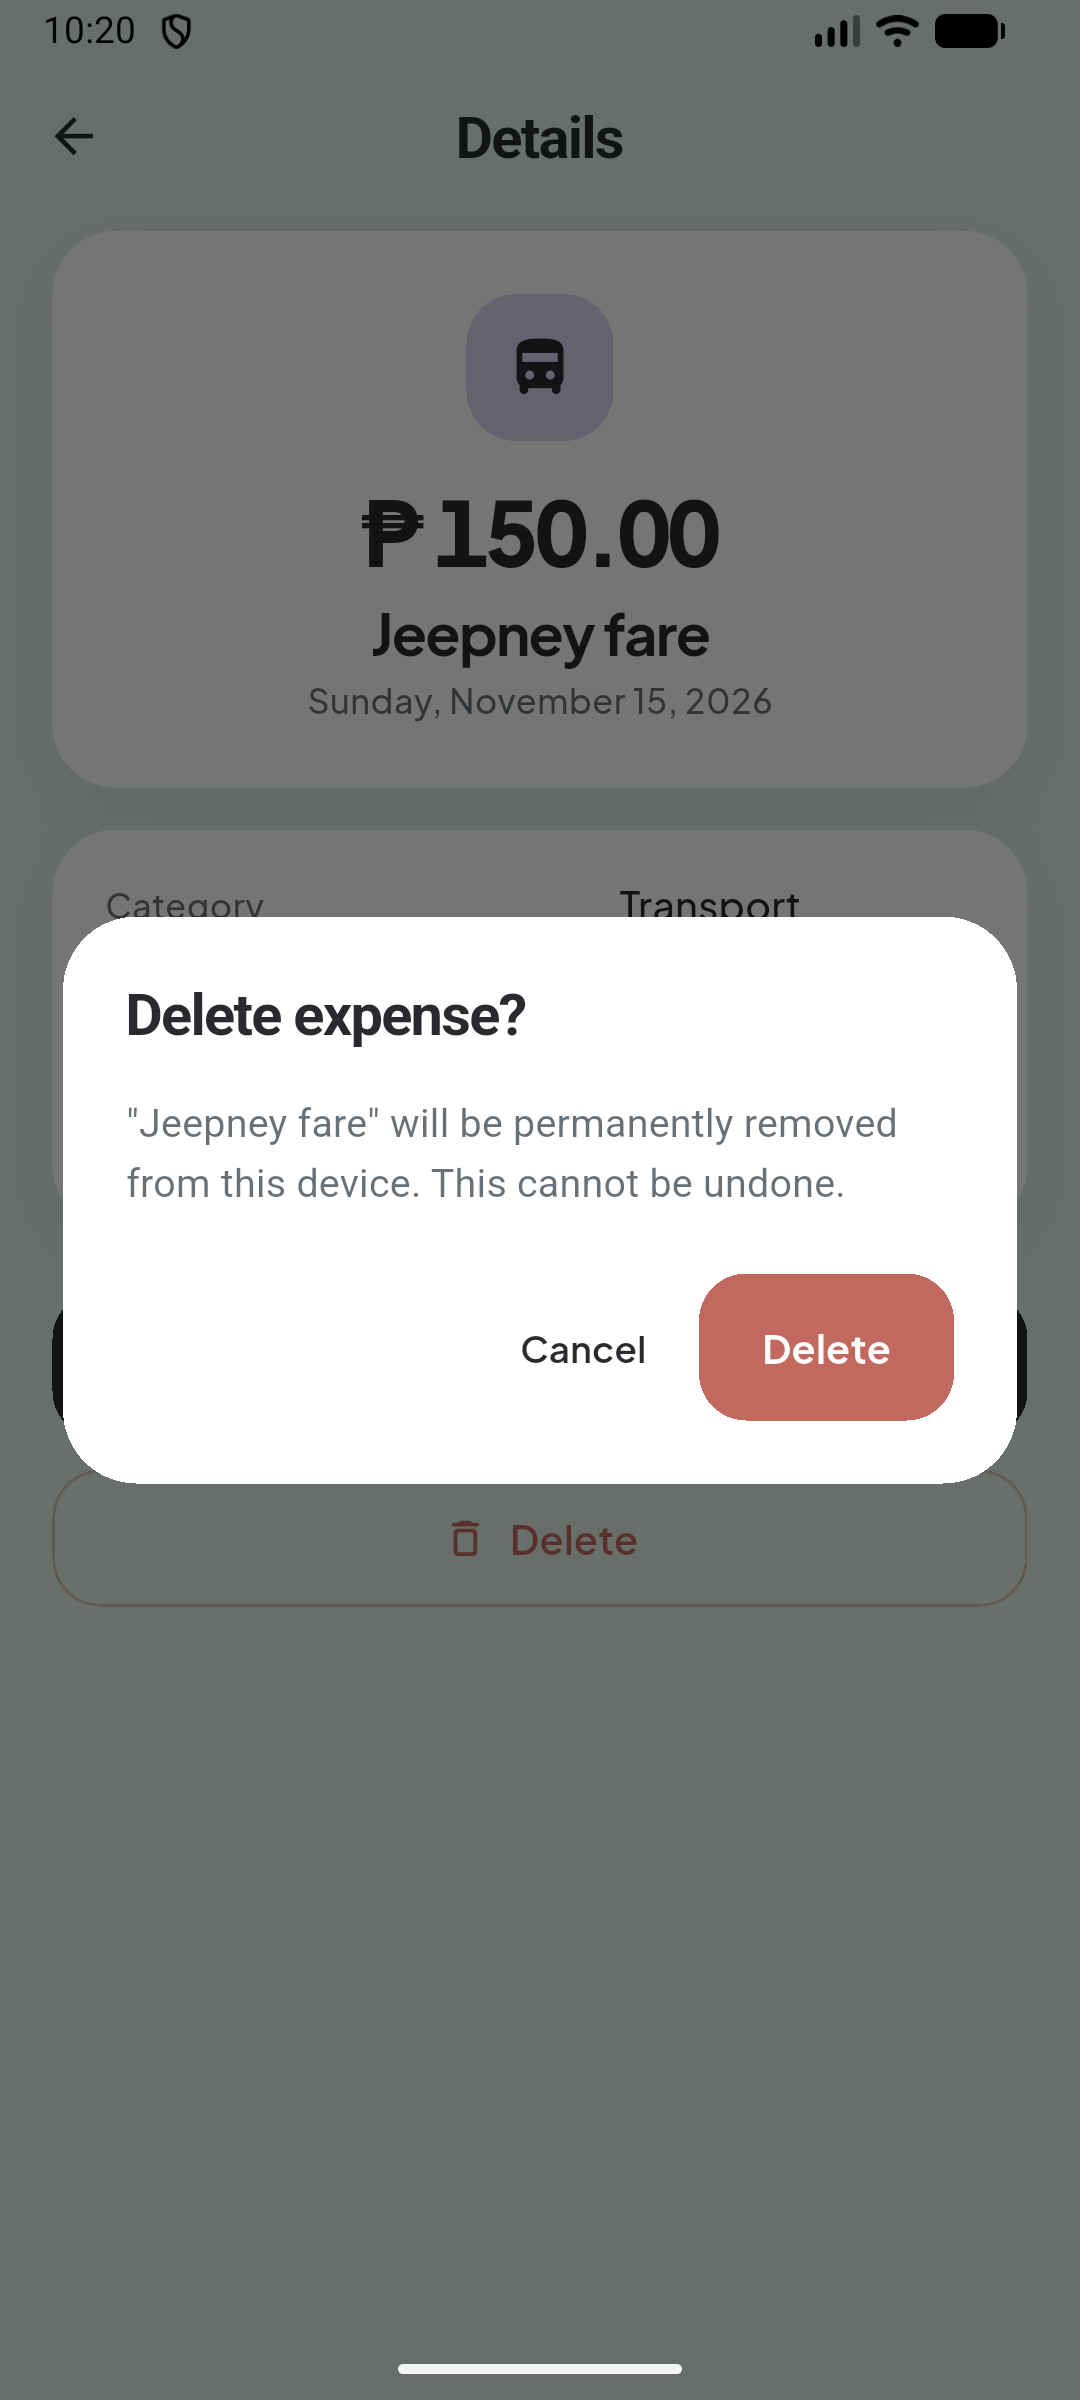 10:20
Details
₱150.00
Jeepney fare
Sunday, November 15, 2026
Category Transport
Delete expense?
"Jeepney fare" will be permanently removed
from this device. This cannot be undone.
Cancel Delete
Delete